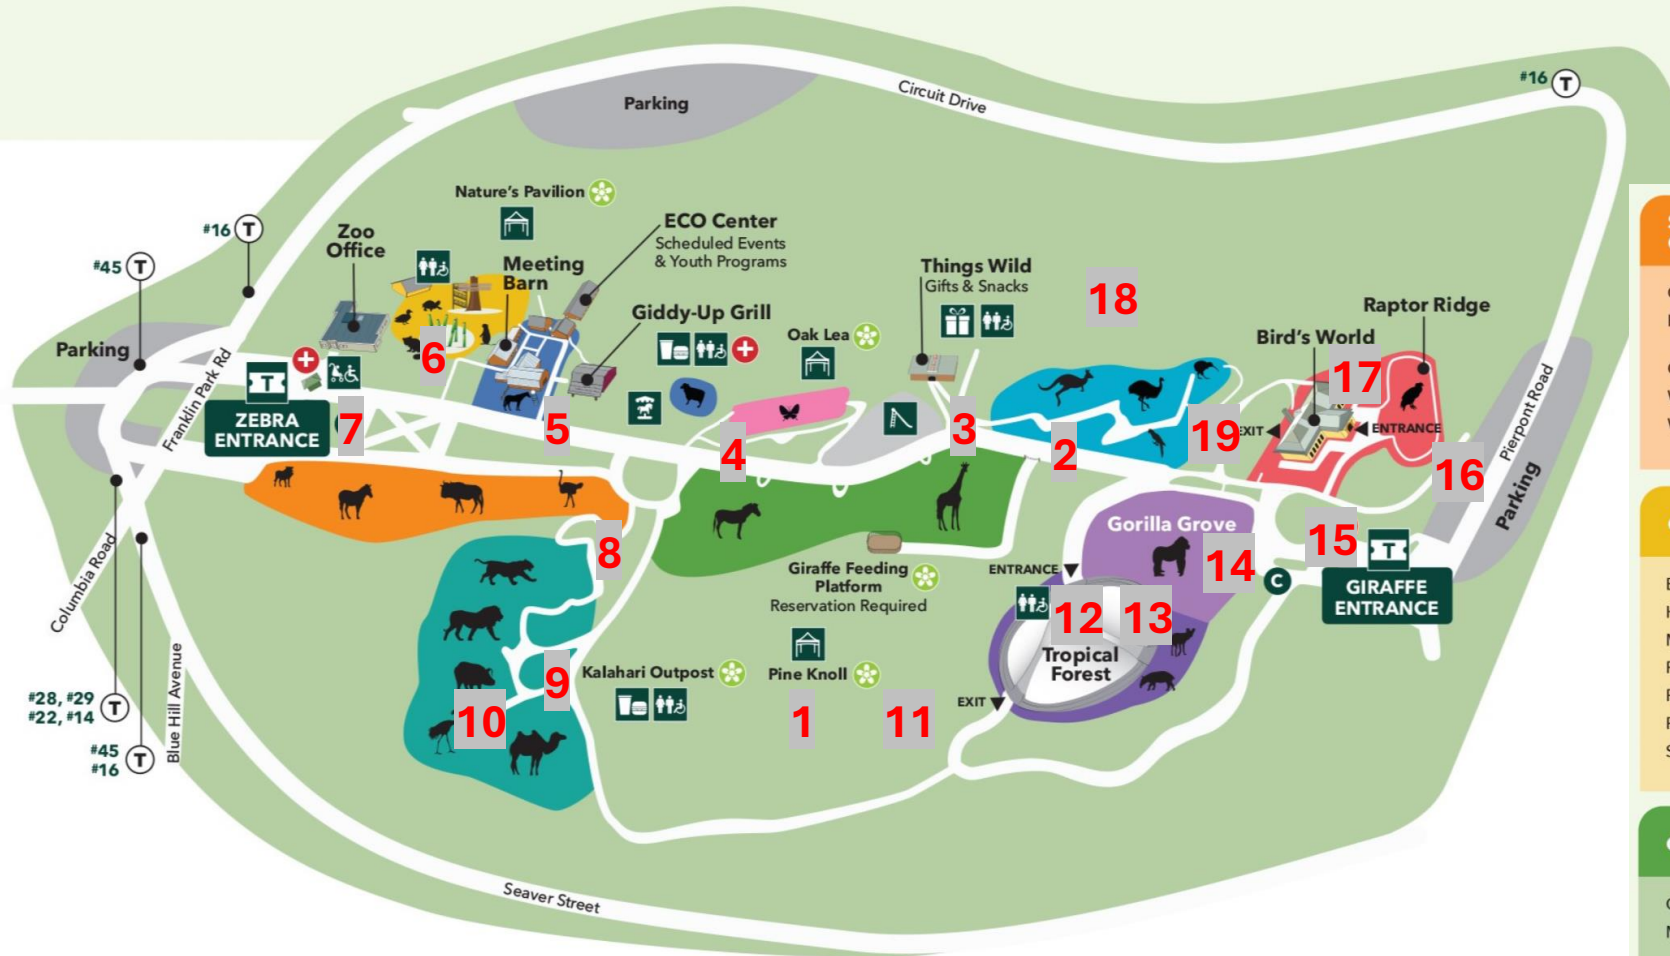 Parking
Circuit Drive
#16 T
Nature's Pavilion
ECO Center
Scheduled Events
& Youth Programs
Zoo
Office
#16 T
#45 T
Meeting
Barn
Things Wild
Gifts & Snacks
18
Raptor Ridge
Giddy-Up Grill
Oak Lea
Bird's World
Parking
6
17
Franklin Park Rd
T
ZEBRA
ENTRANCE
7
5
4
3
2
19
EXIT
ENTRANCE
16
Pierpont Road
Parking
Gorilla Grove
8
15
T
GIRAFFE
ENTRANCE
14
C
Giraffe Feeding
Platform
Reservation Required
ENTRANCE
12
13
Tropical
Forest
Columbia Road
Kalahari Outpost
Pine Knoll
9
10
1
11
EXIT
#28, #29
#22, #14
T
#45
#16
T
Blue Hill Avenue
Seaver Street